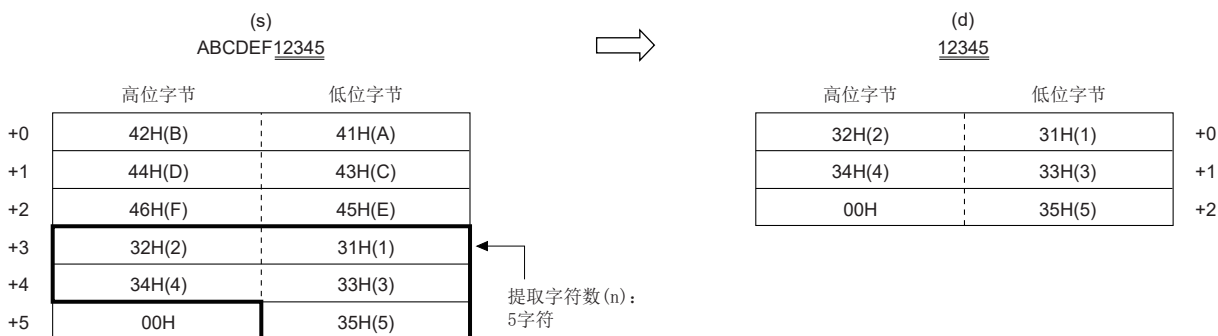 (s)
ABCDEF12345
(d)
12345
高位字节 低位字节
+0 42H(B) 41H(A)
+1 44H(D) 43H(C)
+2 46H(F) 45H(E)
+3 32H(2) 31H(1)
+4 34H(4) 33H(3)
+5 00H 35H(5)
提取字符数(n):
5字符
高位字节 低位字节
32H(2) 31H(1) +0
34H(4) 33H(3) +1
00H 35H(5) +2